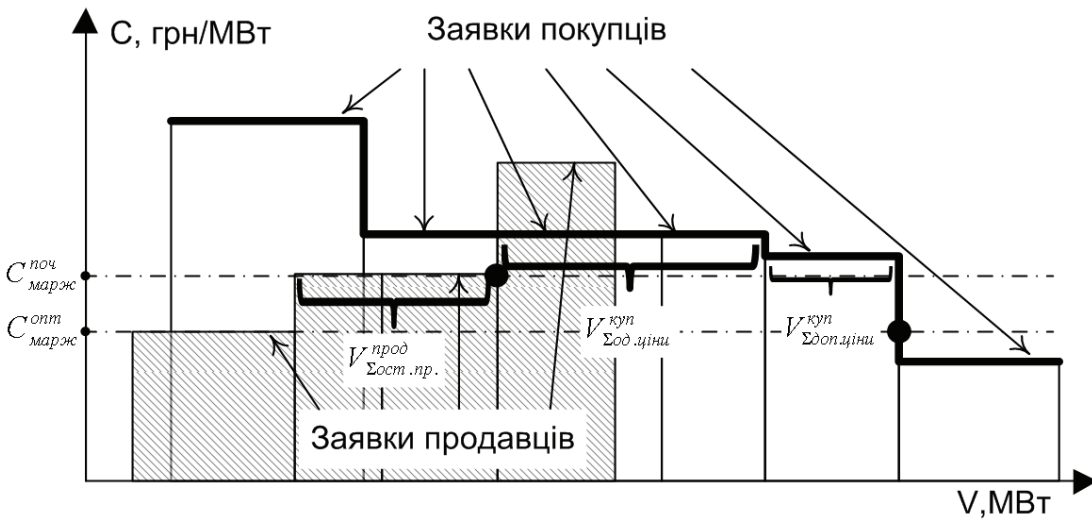 С, грн/МВт
Заявки покупців
C поч марж
C опт марж
V прод Σост.пр.
V куп Σод.ціни
V куп Σдоп.ціни
Заявки продавців
V,МВт